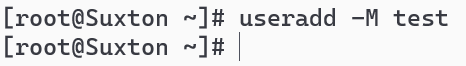 [root@Suxton ~]# useradd -M test
[root@Suxton ~]#